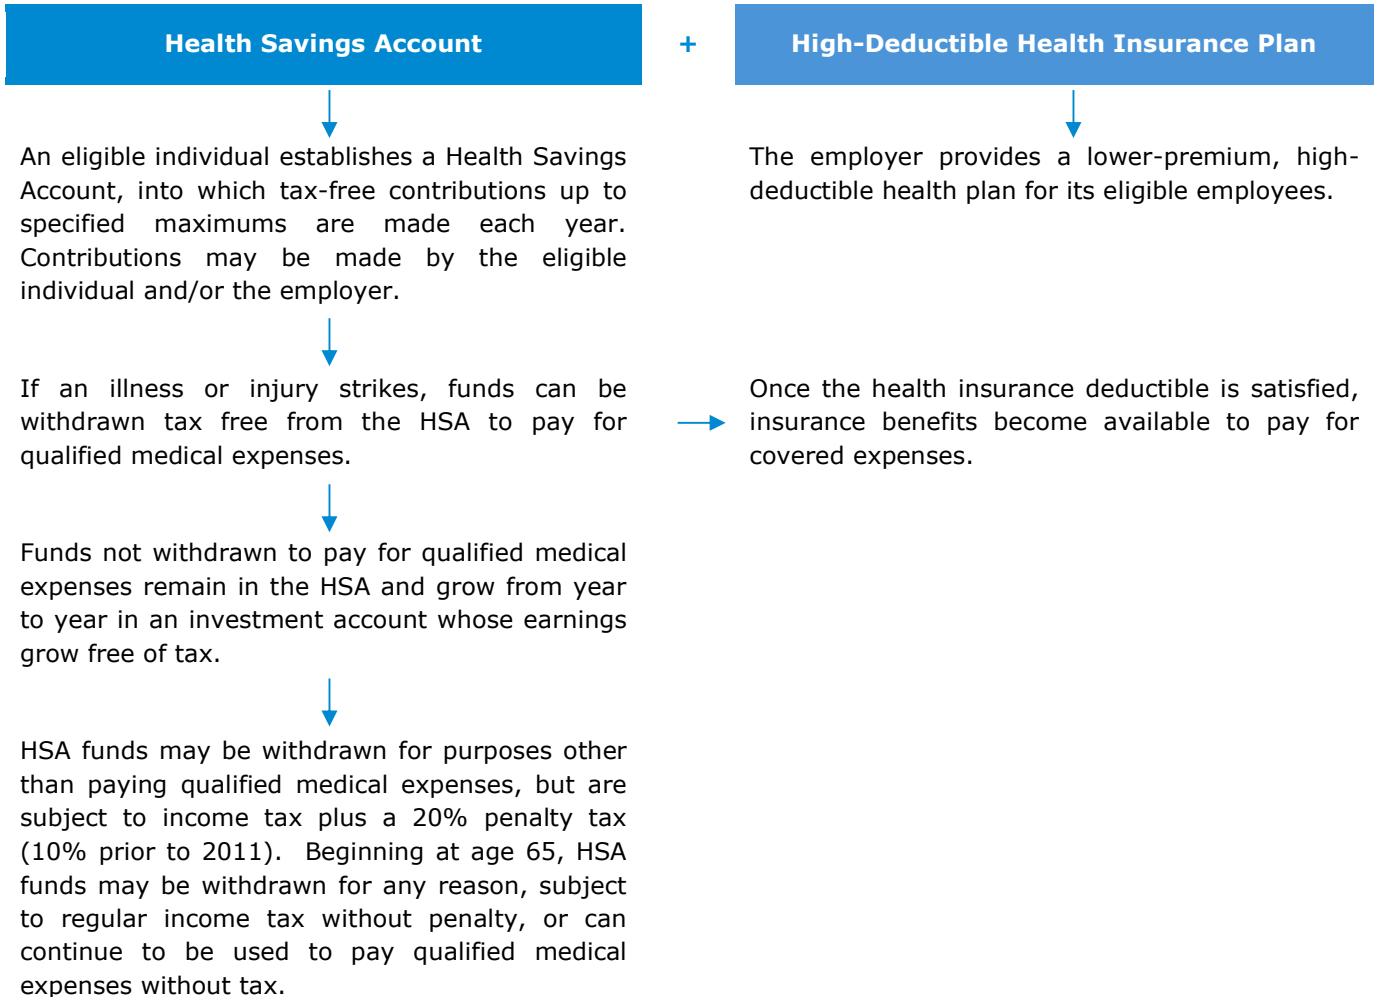 Health Savings Account
+
High-Deductible Health Insurance Plan
An eligible individual establishes a Health Savings
Account, into which tax-free contributions up to
specified maximums are made each year.
Contributions may be made by the eligible
individual and/or the employer.
The employer provides a lower-premium, high-
deductible health plan for its eligible employees.
If an illness or injury strikes, funds can be
withdrawn tax free from the HSA to pay for
qualified medical expenses.
Once the health insurance deductible is satisfied,
insurance benefits become available to pay for
covered expenses.
Funds not withdrawn to pay for qualified medical
expenses remain in the HSA and grow from year
to year in an investment account whose earnings
grow free of tax.
HSA funds may be withdrawn for purposes other
than paying qualified medical expenses, but are
subject to income tax plus a 20% penalty tax
(10% prior to 2011).  Beginning at age 65, HSA
funds may be withdrawn for any reason, subject
to regular income tax without penalty, or can
continue to be used to pay qualified medical
expenses without tax.